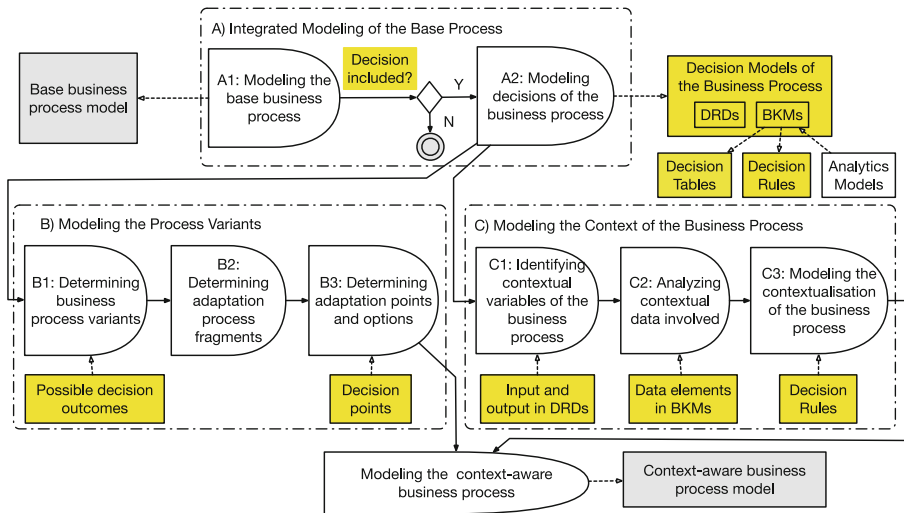 A) Integrated Modeling of the Base Process
Base business
process model
A1: Modeling the
base business
process
Decision
included?
Y
N
A2: Modeling
decisions of the
business process
Decision Models of
the Business Process
DRDs
BKMs
Decision
Tables
Decision
Rules
Analytics
Models
B) Modeling the Process Variants
B1: Determining
business
process variants
B2:
Determining
adaptation
process
fragments
B3: Determining
adaptation points
and options
Possible decision
outcomes
Decision
points
C) Modeling the Context of the Business Process
C1: Identifying
contextual
variables of the
business
process
C2: Analyzing
contextual
data involved
C3: Modeling the
contextualisation
of the business
process
Input and
output in DRDs
Data elements
in BKMs
Decision
Rules
Modeling the context-aware
business process
Context-aware business
process model